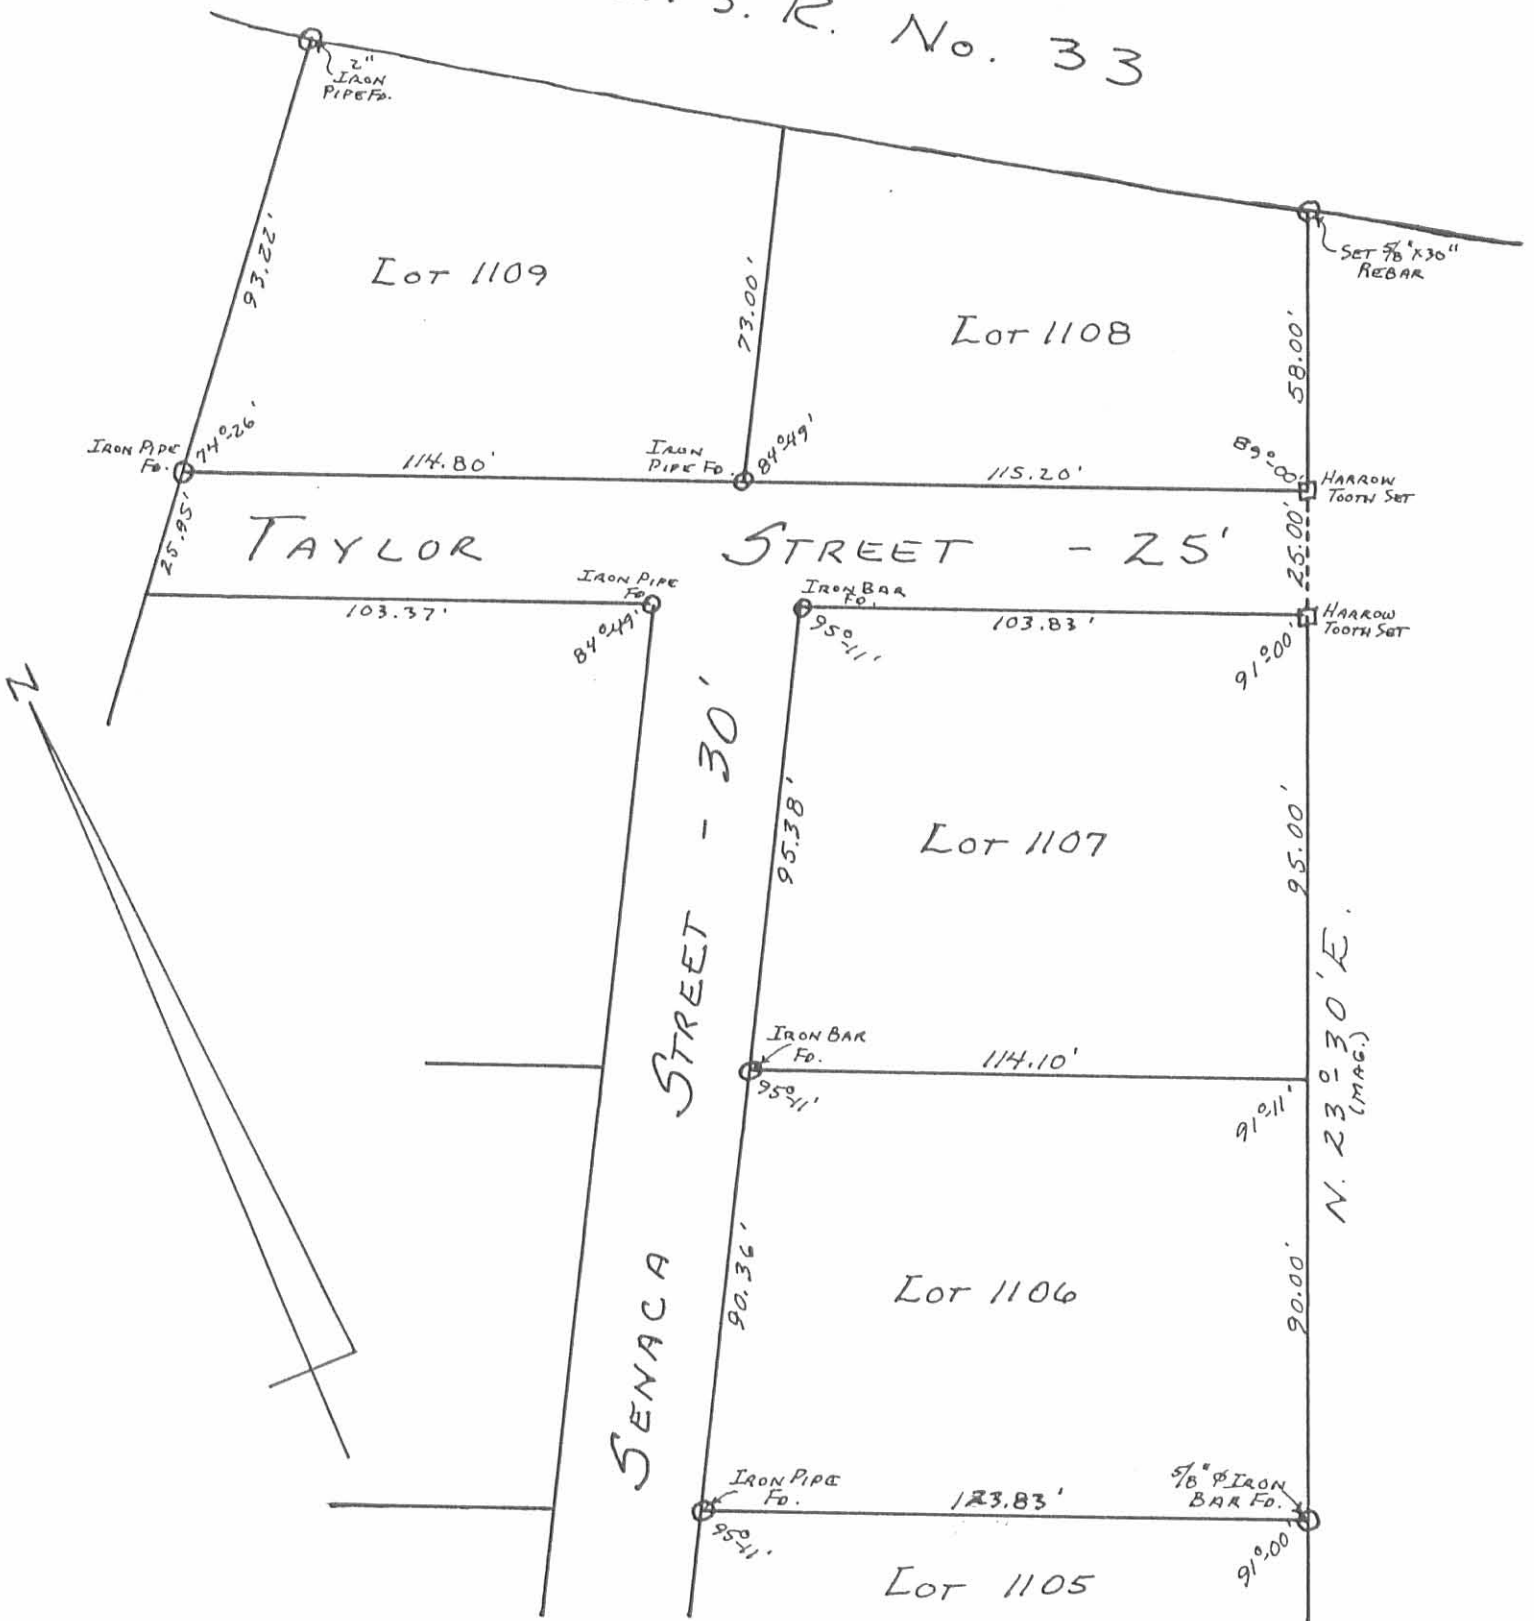 S. R. No. 33
2"
IRON
PIPE FD.
SET 5/8" X 30"
REBAR
93.22'
LOT 1109
73.00'
LOT 1108
58.00'
IRON PIPE
FD.
74°-26'
114.80'
IRON
PIPE FD.
84°49'
115.20'
89°-00'
HARROW
TOOTH SET
25.95'
TAYLOR STREET - 25'
25.00'
IRON PIPE
FD.
IRON BAR
FD.
103.37'
84°49'
95°-11'
103.83'
91°-00'
HARROW
TOOTH SET
N
SENACA STREET - 30'
95.38'
LOT 1107
95.00'
N. 23° 30' E.
(MAG.)
IRON BAR
FD.
114.10'
95°-11'
91°-11'
90.36'
LOT 1106
90.00'
IRON PIPE
FD.
123.83'
5/8" Ø IRON
BAR FD.
95°-11'
91°-00'
LOT 1105